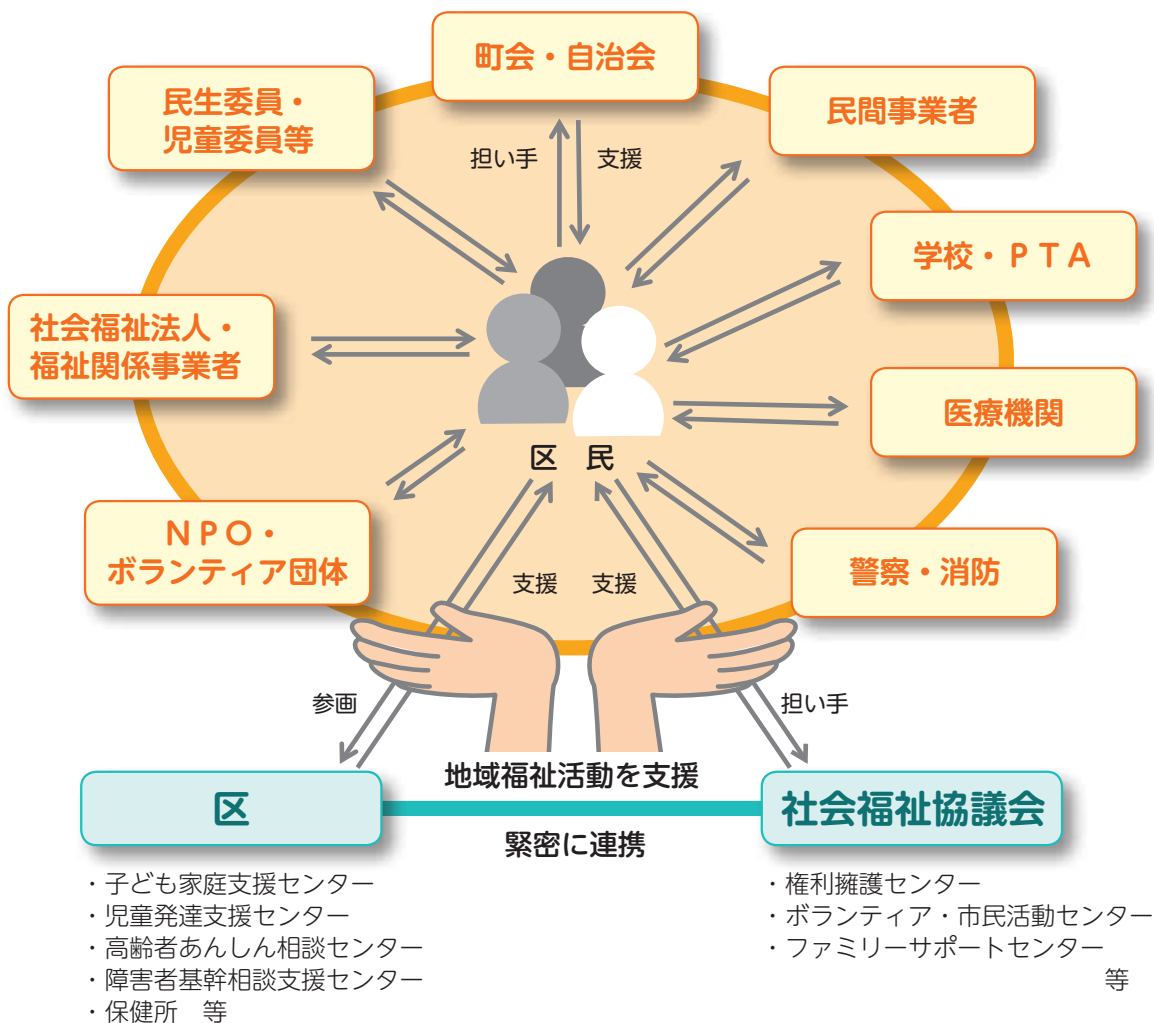 町会・自治会
民生委員・
児童委員等
民間事業者
担い手
支援
学校・ＰＴＡ
社会福祉法人・
福祉関係事業者
医療機関
区　民
ＮＰＯ・
ボランティア団体
警察・消防
支援
支援
参画
担い手
地域福祉活動を支援
区
社会福祉協議会
緊密に連携
・子ども家庭支援センター
・児童発達支援センター
・高齢者あんしん相談センター
・障害者基幹相談支援センター
・保健所　等
・権利擁護センター
・ボランティア・市民活動センター
・ファミリーサポートセンター
等